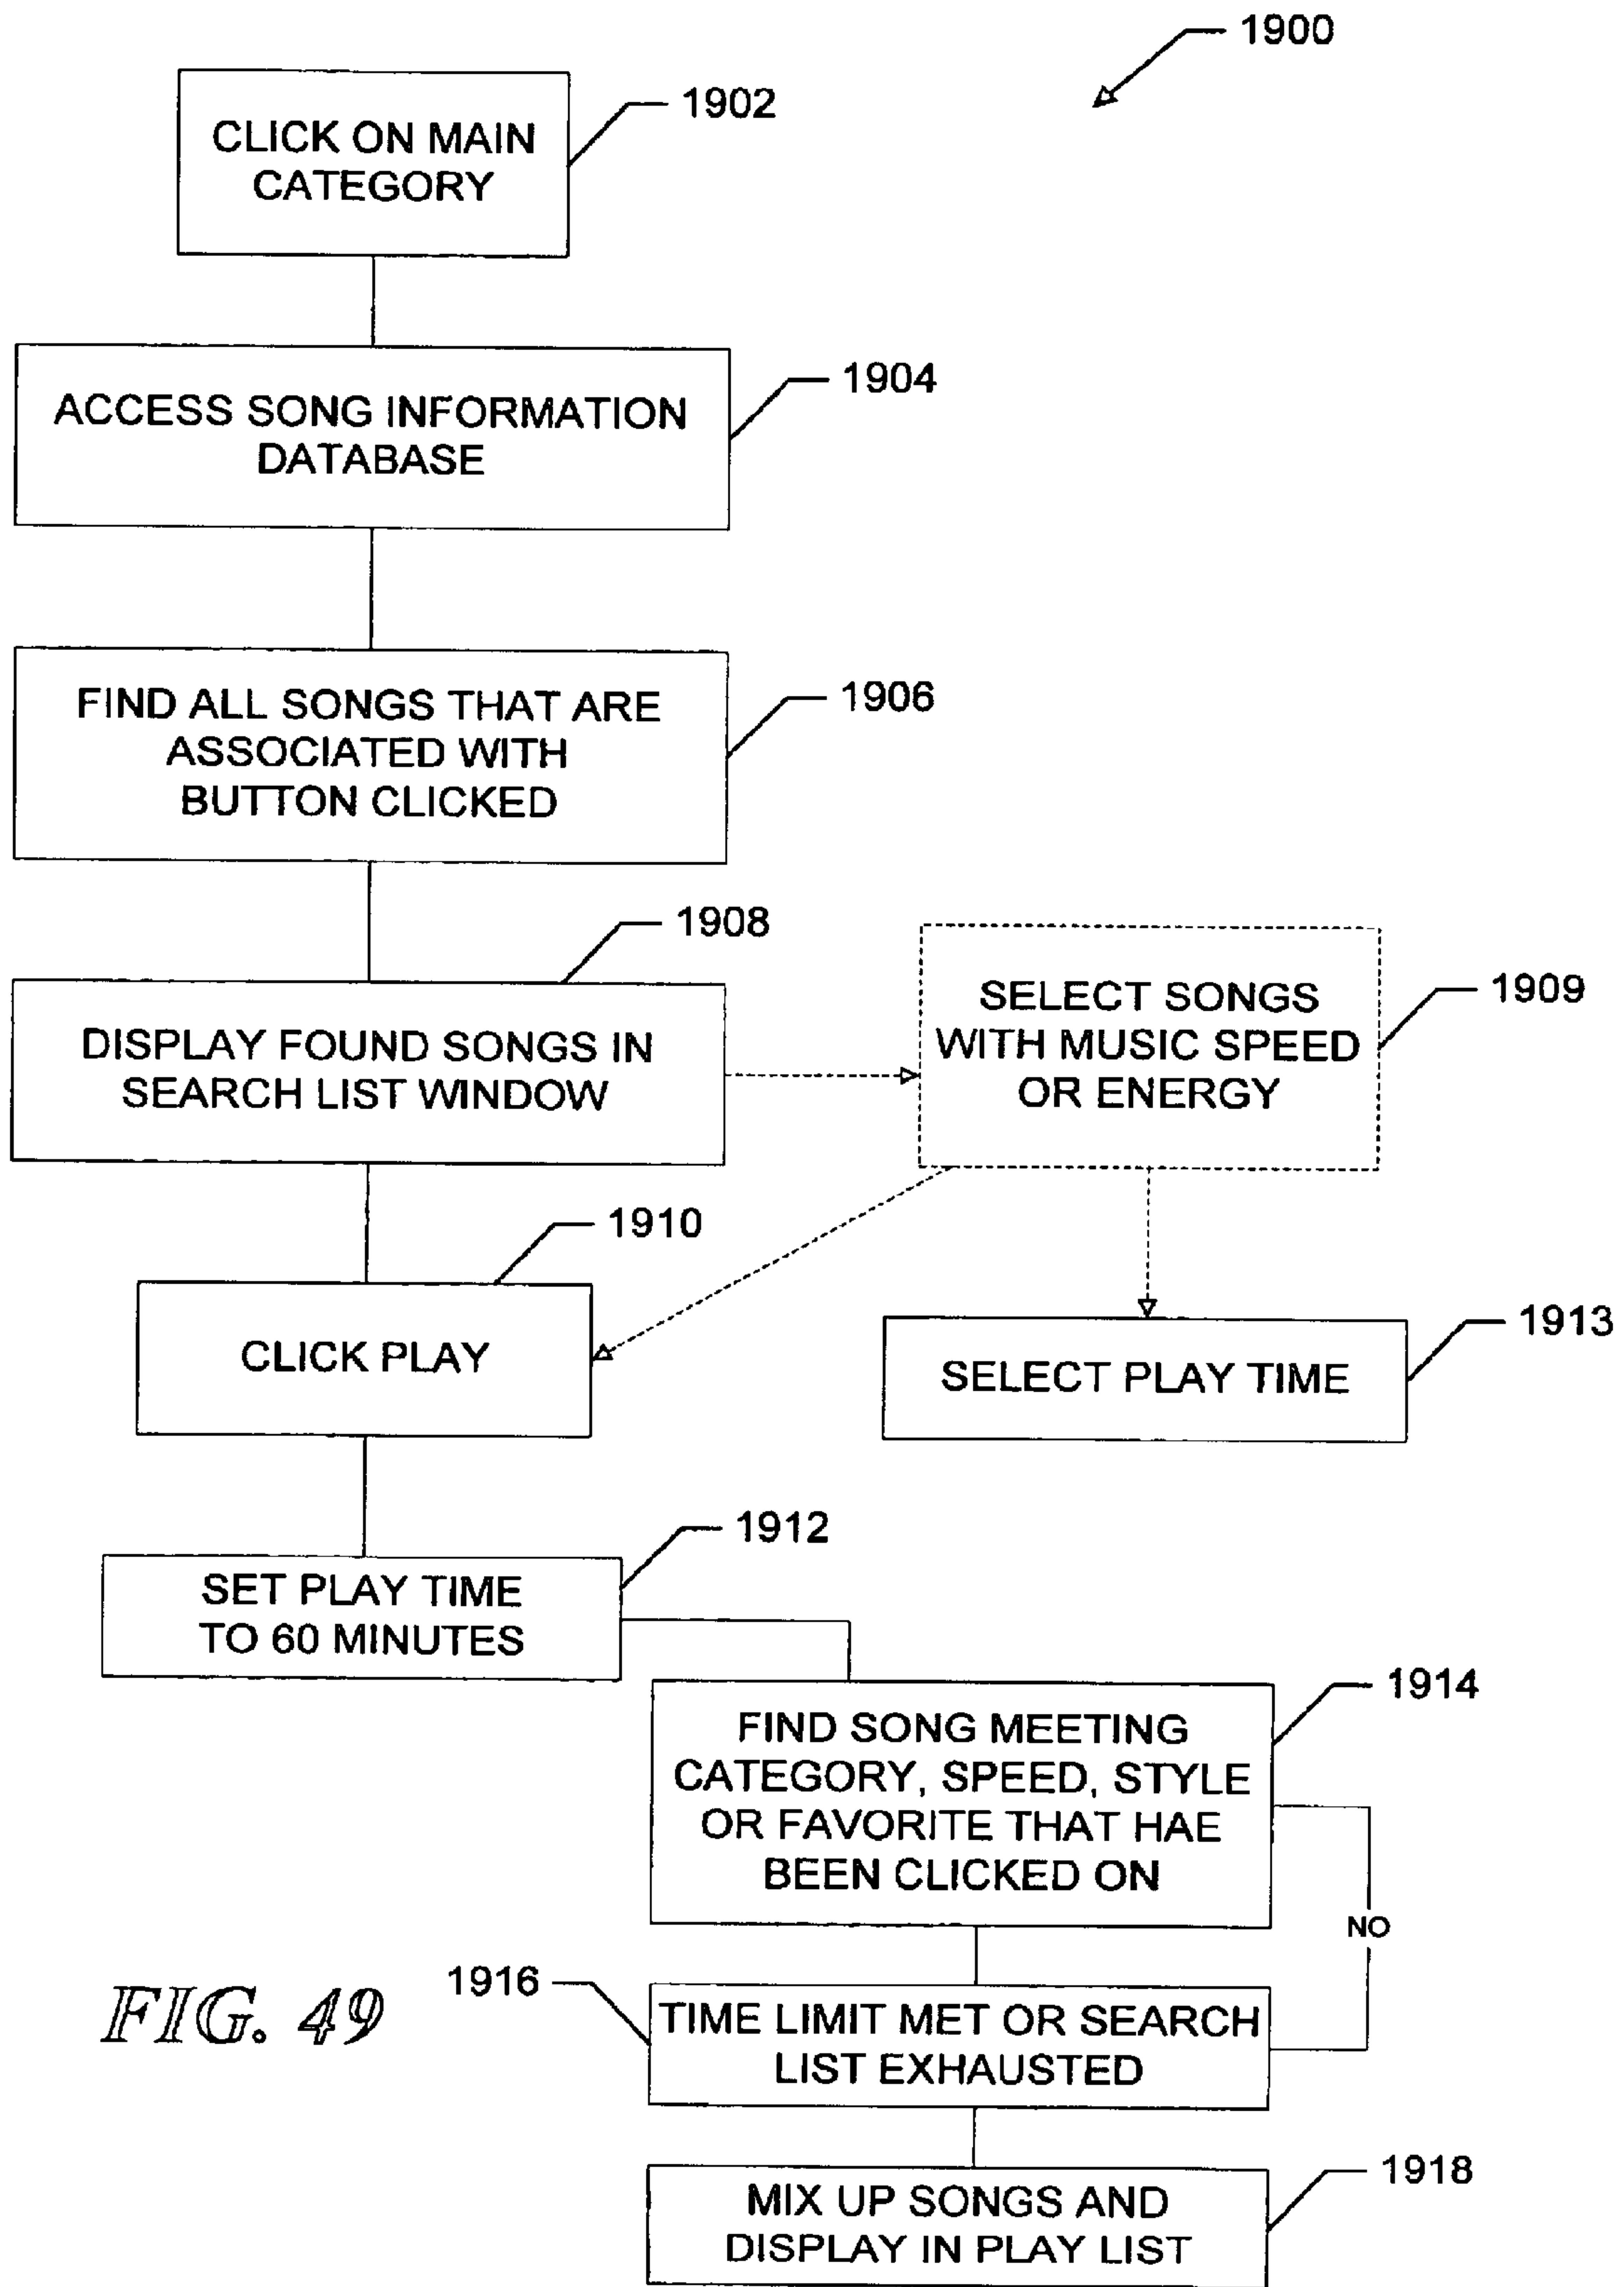 1900
CLICK ON MAIN
CATEGORY
1902
ACCESS SONG INFORMATION
DATABASE
1904
FIND ALL SONGS THAT ARE
ASSOCIATED WITH
BUTTON CLICKED
1906
1908
DISPLAY FOUND SONGS IN
SEARCH LIST WINDOW
SELECT SONGS
WITH MUSIC SPEED
OR ENERGY
1909
1910
CLICK PLAY
1913
SELECT PLAY TIME
1912
SET PLAY TIME
TO 60 MINUTES
1914
FIND SONG MEETING
CATEGORY, SPEED, STYLE
OR FAVORITE THAT HAE
BEEN CLICKED ON
NO
FIG. 49
1916
TIME LIMIT MET OR SEARCH
LIST EXHAUSTED
1918
MIX UP SONGS AND
DISPLAY IN PLAY LIST